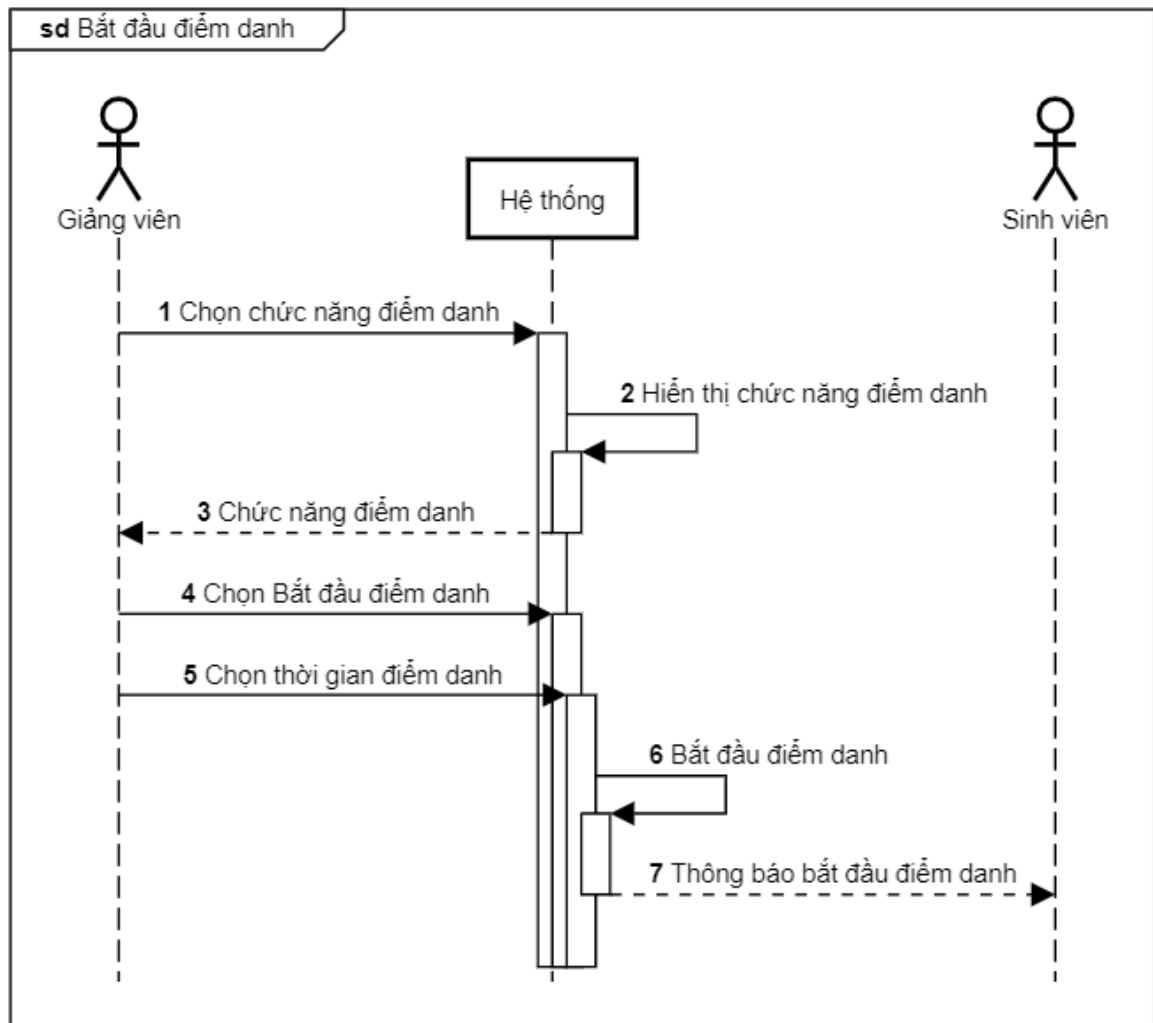 sd Bắt đầu điểm danh
Giảng viên
Hệ thống
Sinh viên
1 Chọn chức năng điểm danh
2 Hiển thị chức năng điểm danh
3 Chức năng điểm danh
4 Chọn Bắt đầu điểm danh
5 Chọn thời gian điểm danh
6 Bắt đầu điểm danh
7 Thông báo bắt đầu điểm danh